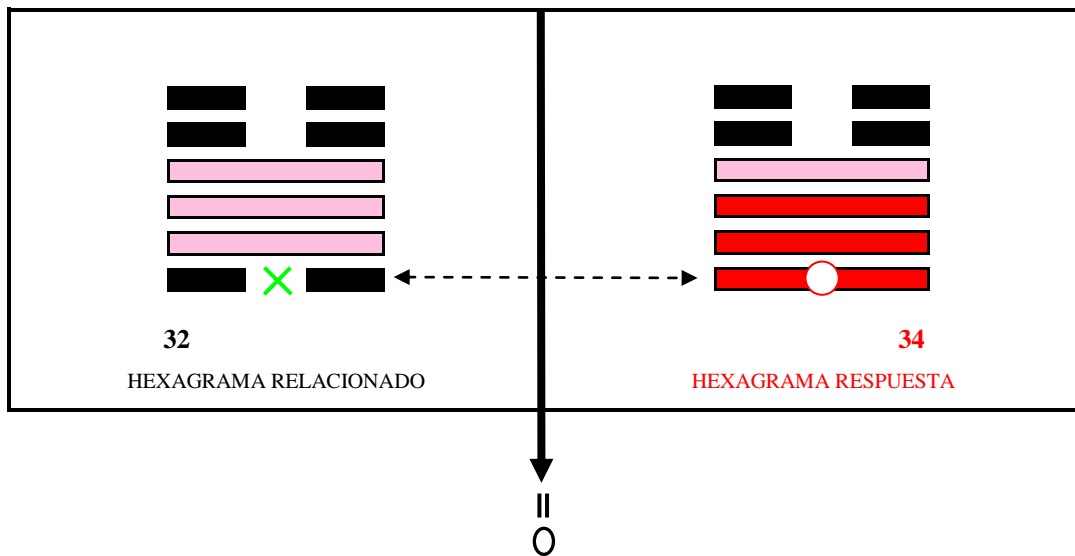 32
HEXAGRAMA RELACIONADO
34
HEXAGRAMA RESPUESTA
=
O